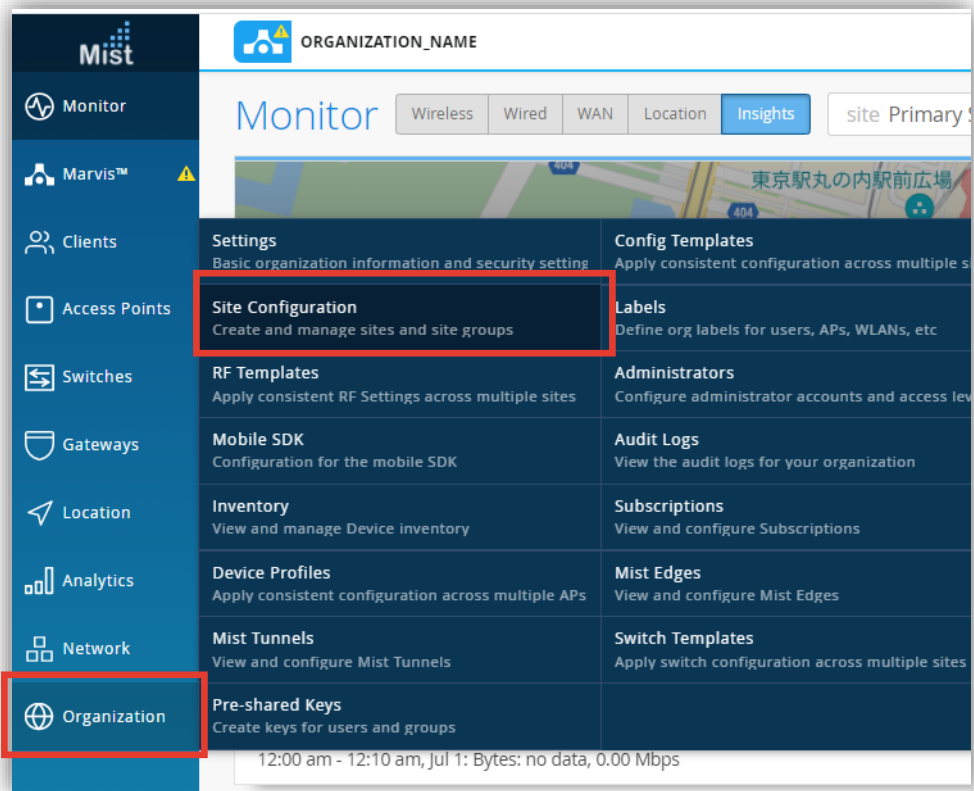 Mist
ORGANIZATION_NAME
Monitor
Monitor
Wireless
Wired
WAN
Location
Insights
site Primary
Marvis™
404
東京駅丸の内駅前広場
404
Clients
Settings
Basic organization information and security setting
Config Templates
Apply consistent configuration across multiple
Access Points
Site Configuration
Create and manage sites and site groups
Labels
Define org labels for users, APs, WLANs, etc
Switches
RF Templates
Apply consistent RF Settings across multiple sites
Administrators
Configure administrator accounts and access
Gateways
Mobile SDK
Configuration for the mobile SDK
Audit Logs
View the audit logs for your organization
Location
Inventory
View and manage Device inventory
Subscriptions
View and configure Subscriptions
Analytics
Device Profiles
Apply consistent configuration across multiple APs
Mist Edges
View and configure Mist Edges
Network
Mist Tunnels
View and configure Mist Tunnels
Switch Templates
Apply switch configuration across multiple sites
Organization
Pre-shared Keys
Create keys for users and groups
12:00 am - 12:10 am, Jul 1: Bytes: no data, 0.00 Mbps